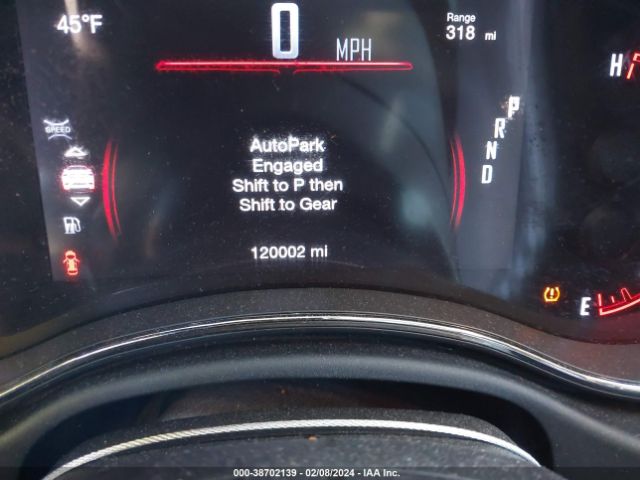 45°F
0 MPH
Range
318 mi
H
SPEED
AutoPark
Engaged
Shift to P then
Shift to Gear
P
R
N
D
120002 mi
E
000-38702139 - 02/08/2024 - IAA Inc.